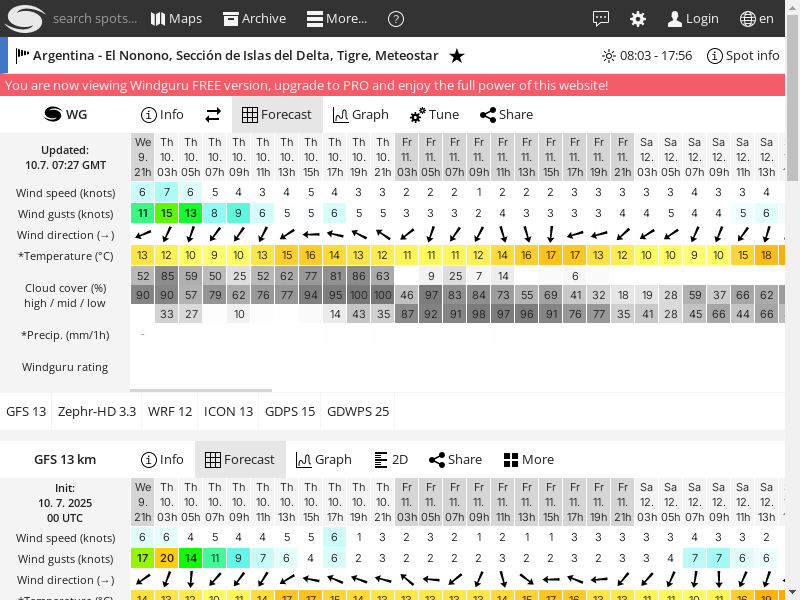 search spots... Maps Archive More... ? Login en
Argentina - El Nonono, Sección de Islas del Delta, Tigre, Meteostar 08:03 - 17:56 Spot info
You are now viewing Windguru FREE version, upgrade to PRO and enjoy the full power of this website!
WG Info Forecast Graph Tune Share
We Th Th Th Th Th Th Th Th Th Th Fr Fr Fr Fr Fr Fr Fr Fr Fr Fr Sa Sa Sa Sa Sa Sa
Updated: 9. 10. 10. 10. 10. 10. 10. 10. 10. 10. 10. 11. 11. 11. 11. 11. 11. 11. 11. 11. 11. 12. 12. 12. 12. 12. 12.
10.7. 07:27 GMT 21h 03h 05h 07h 09h 11h 13h 15h 17h 19h 21h 03h 05h 07h 09h 11h 13h 15h 17h 19h 21h 03h 05h 07h 09h 11h 13h
Wind speed (knots) 6 7 6 5 4 3 4 5 4 3 3 2 2 2 1 2 2 2 3 3 3 3 3 4 3 3 4
Wind gusts (knots) 11 15 13 8 9 6 5 5 6 5 5 3 3 3 2 4 3 3 3 3 4 4 5 4 4 5 6
Wind direction (→)
*Temperature (°C) 13 12 10 9 10 13 15 16 14 13 12 11 11 11 12 14 16 17 17 13 12 10 10 9 10 15 18
52 85 59 50 25 52 62 77 81 86 63 9 25 7 14 6
Cloud cover (%)
high / mid / low
90 90 57 79 62 76 77 94 95 100 100 46 97 83 84 73 55 69 41 32 18 19 28 59 37 66 62
33 27 10 14 43 35 87 92 91 98 97 96 91 76 77 35 41 28 45 66 44 66
*Precip. (mm/1h) -
Windguru rating
GFS 13 Zephr-HD 3.3 WRF 12 ICON 13 GDPS 15 GDWPS 25
GFS 13 km Info Forecast Graph 2D Share More
We Th Th Th Th Th Th Th Th Th Th Fr Fr Fr Fr Fr Fr Fr Fr Fr Fr Sa Sa Sa Sa Sa Sa
Init:
10. 7. 2025 9. 10. 10. 10. 10. 10. 10. 10. 10. 10. 10. 11. 11. 11. 11. 11. 11. 11. 11. 11. 11. 12. 12. 12. 12. 12. 12.
00 UTC 21h 03h 05h 07h 09h 11h 13h 15h 17h 19h 21h 03h 05h 07h 09h 11h 13h 15h 17h 19h 21h 03h 05h 07h 09h 11h 13h
Wind speed (knots) 6 6 4 5 4 4 5 5 6 1 3 2 3 2 1 2 1 1 3 3 3 3 3 4 3 3 2
Wind gusts (knots) 17 20 14 11 9 7 6 4 6 2 2 3 2 2 2 3 2 2 3 2 3 3 4 7 7 6 6
Wind direction (→)